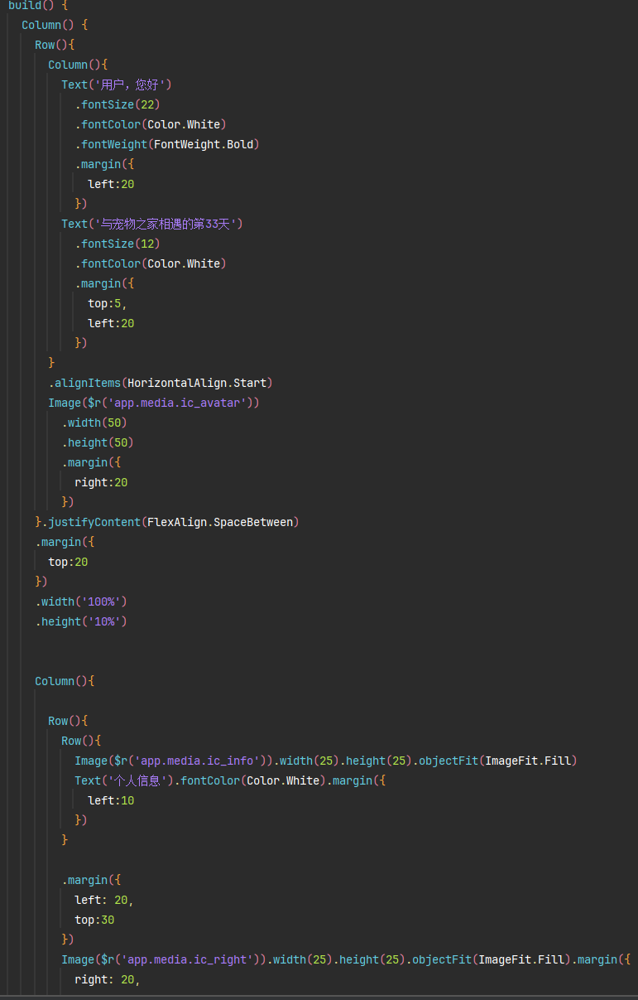 build() {
Column() {
Row(){
Column(){
Text('用户，您好')
.fontSize(22)
.fontColor(Color.White)
.fontWeight(FontWeight.Bold)
.margin({
left:20
})
Text('与宠物之家相遇的第33天')
.fontSize(12)
.fontColor(Color.White)
.margin({
top:5,
left:20
})
}
.alignItems(HorizontalAlign.Start)
Image($r('app.media.ic_avatar'))
.width(50)
.height(50)
.margin({
right:20
})
}.justifyContent(FlexAlign.SpaceBetween)
.margin({
top:20
})
.width('100%')
.height('10%')
Column(){
Row(){
Row(){
Image($r('app.media.ic_info')).width(25).height(25).objectFit(ImageFit.Fill)
Text('个人信息').fontColor(Color.White).margin({
left:10
})
}
.margin({
left: 20,
top:30
})
Image($r('app.media.ic_right')).width(25).height(25).objectFit(ImageFit.Fill).margin({
right: 20,